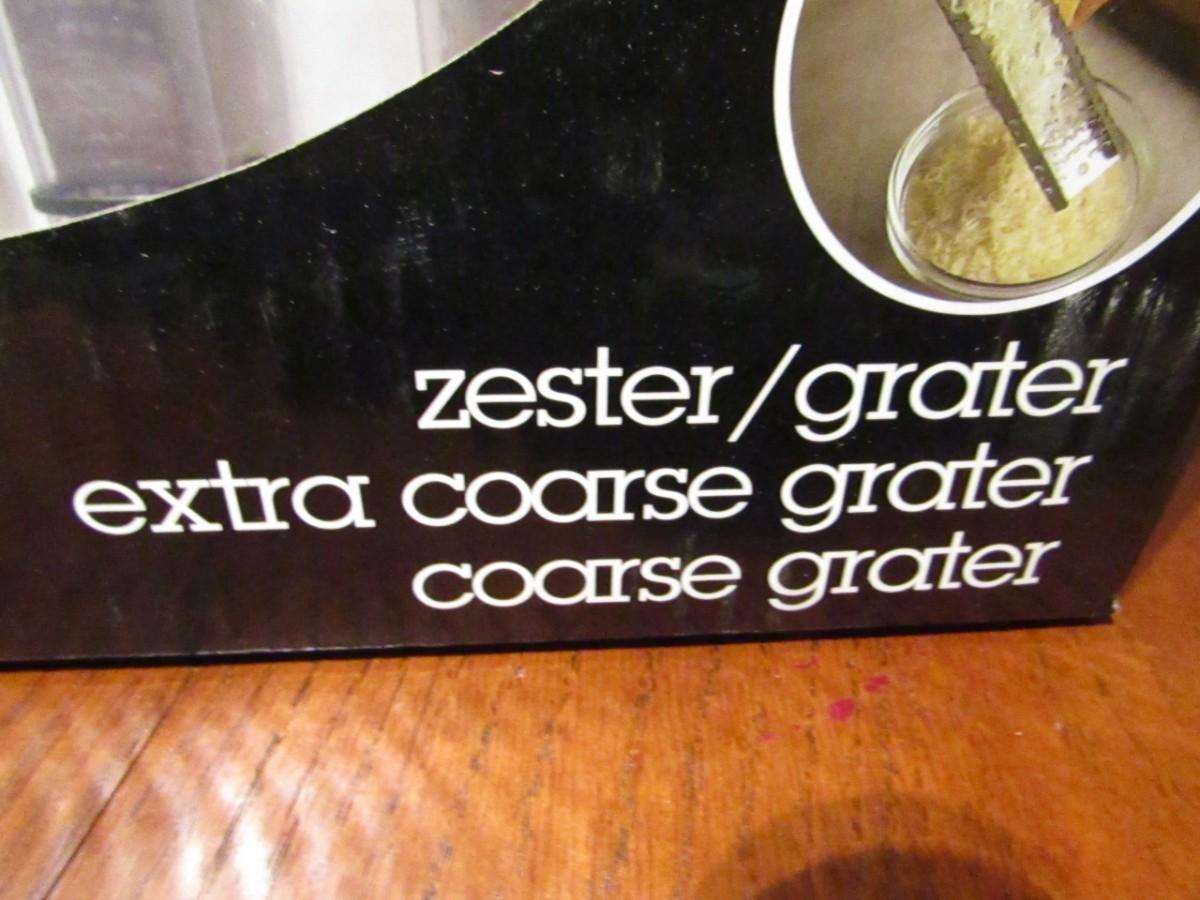 zester/grater
extra coarse grater
coarse grater